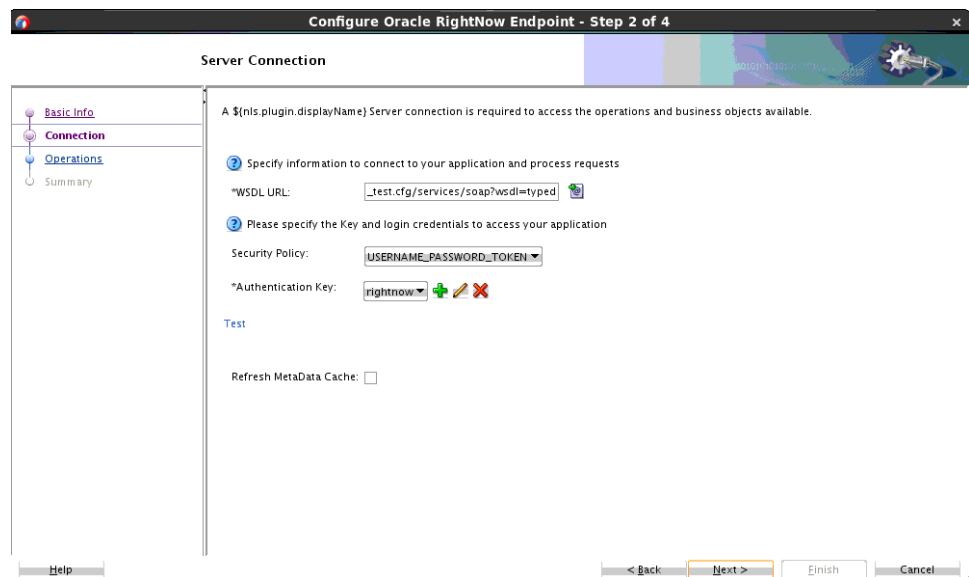 Configure Oracle RightNow Endpoint - Step 2 of 4
Server Connection
Basic Info
Connection
Operations
Summary
A ${nls.plugin.displayName} Server connection is required to access the operations and business objects available.
Specify information to connect to your application and process requests
*WSDL URL: _test.cfg/services/soap?wsdl=typed
Please specify the Key and login credentials to access your application
Security Policy: USERNAME_PASSWORD_TOKEN
*Authentication Key: rightnow
Test
Refresh MetaData Cache:
Help < Back Next > Finish Cancel